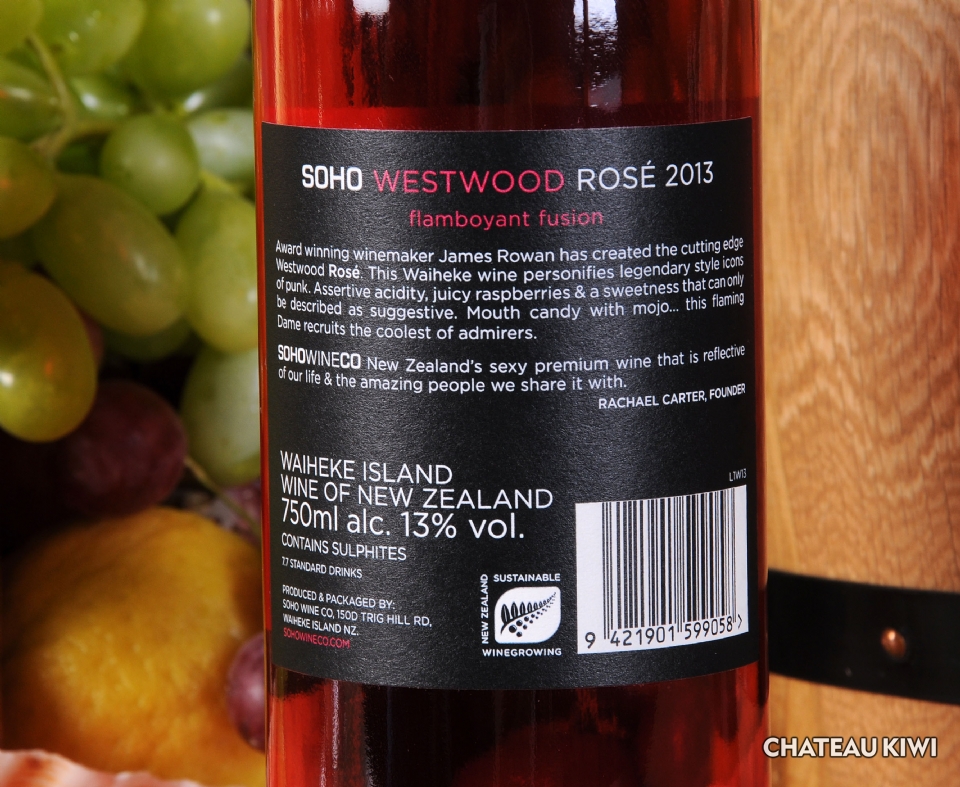 SOHO WESTWOOD ROSÉ 2013
flamboyant fusion
Award winning winemaker James Rowan has created the cutting edge
Westwood Rosé. This Waiheke wine personifies legendary style icons
of punk. Assertive acidity, juicy raspberries & a sweetness that can only
be described as suggestive. Mouth candy with mojo... this flaming
Dame recruits the coolest of admirers.
SOHOWINECO New Zealand's sexy premium wine that is reflective
of our life & the amazing people we share it with.
RACHAEL CARTER, FOUNDER
WAIHEKE ISLAND
WINE OF NEW ZEALAND
750ml alc. 13% vol.
CONTAINS SULPHITES
7.7 STANDARD DRINKS
PRODUCED & PACKAGED BY:
SOHO WINE CO, 150D TRIG HILL RD,
WAIHEKE ISLAND NZ.
SOHOWINECO.COM
NEW ZEALAND
SUSTAINABLE
WINEGROWING
L1W13
9 421901 599058 >
CHATEAU KIWI